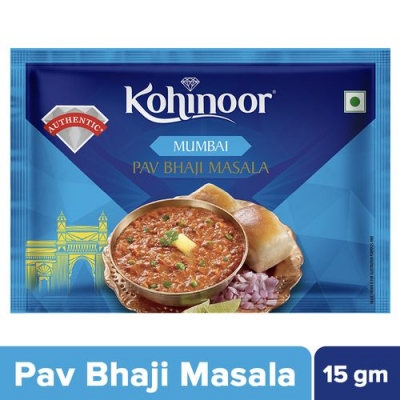 Kohinoor
AUTHENTIC*
MUMBAI
PAV BHAJI MASALA
Pav Bhaji Masala
15 gm